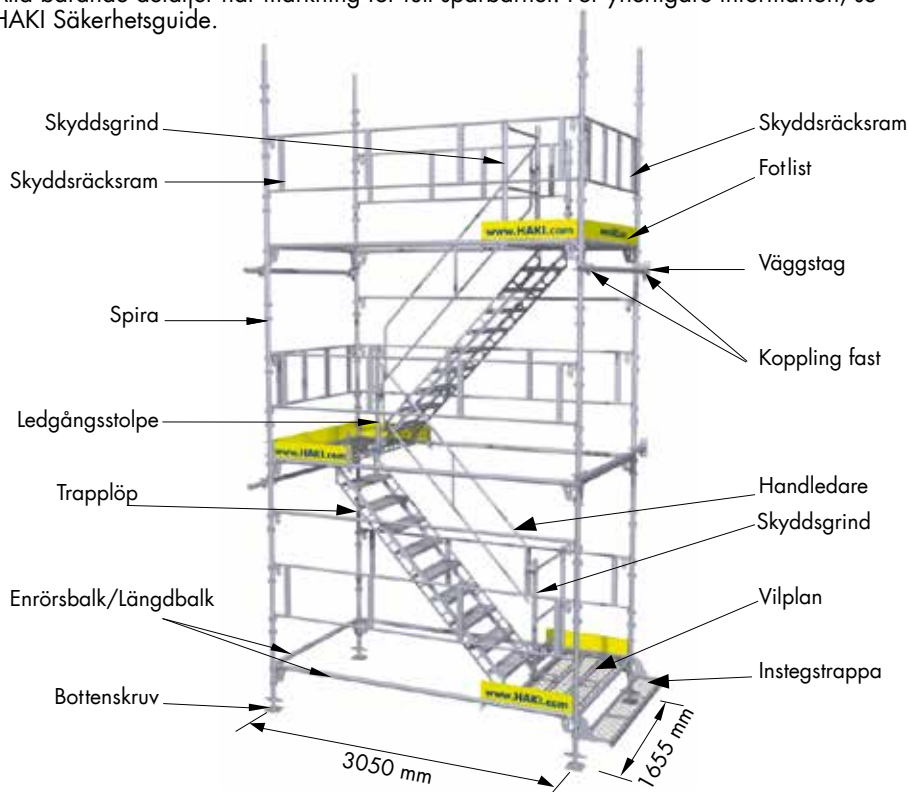 HAKI Säkerhetsguide.
Skyddsgrind
Skyddsräcksram
Skyddsräcksram
Fotlist
www.HAKI.com
Väggstag
Spira
Koppling fast
Ledgångsstolpe
www.HAKI.com
Trapplöp
Handledare
Skyddsgrind
Enrörsbalk/Längdbalk
Vilplan
Instegstrappa
www.HAKI.com
Bottenskruv
3050 mm
1655 mm